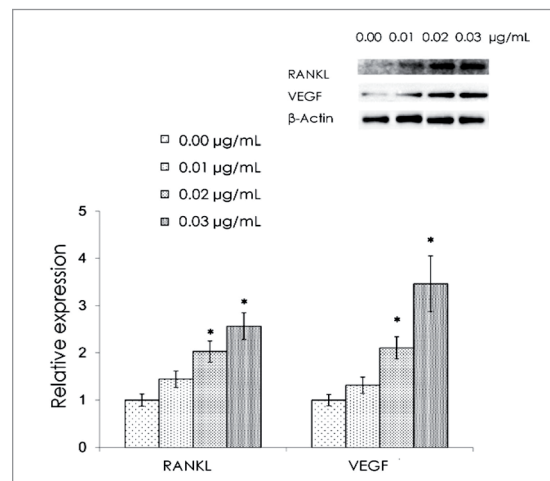 0.00 0.01 0.02 0.03 µg/mL
RANKL
VEGF
β-Actin
0.00 µg/mL
0.01 µg/mL
0.02 µg/mL
0.03 µg/mL
Relative expression
5
4
3
2
1
0
* * * *
RANKL VEGF